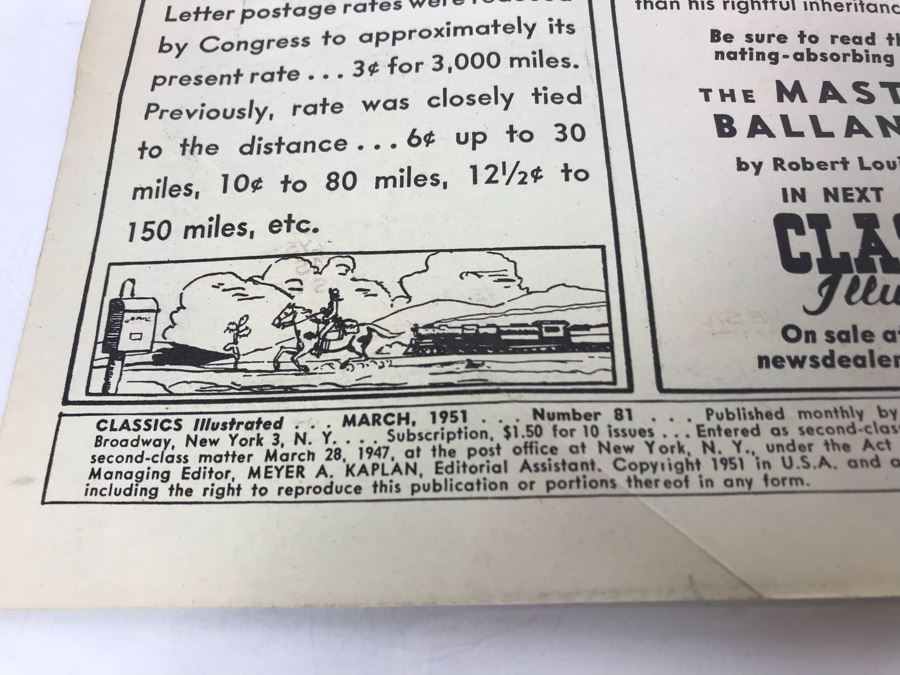 Letter postage rates were
by Congress to approximately its
present rate ... 3¢ for 3,000 miles.
Previously, rate was closely tied
to the distance ... 6¢ up to 30
miles, 10¢ to 80 miles, 12½¢ to
150 miles, etc.
than his rightful inheritanc
Be sure to read th
nating-absorbing
THE MAST
BALLAN
by Robert Loui
IN NEXT
CLAS
Illu
On sale at
newsdealer
CLASSICS Illustrated . . . MARCH, 1951 . . . Number 81 . . . Published monthly by
Broadway, New York 3, N. Y. . . . Subscription, $1.50 for 10 issues . . . Entered as second-clas
second-class matter March 28, 1947, at the post office at New York, N. Y., under the Act
Managing Editor, MEYER A. KAPLAN, Editorial Assistant. Copyright 1951 in U.S.A. and a
including the right to reproduce this publication or portions thereof in any form.